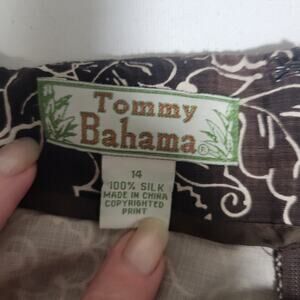 Tommy
Bahama®
14
100% SILK
MADE IN CHINA
COPYRIGHTED
PRINT